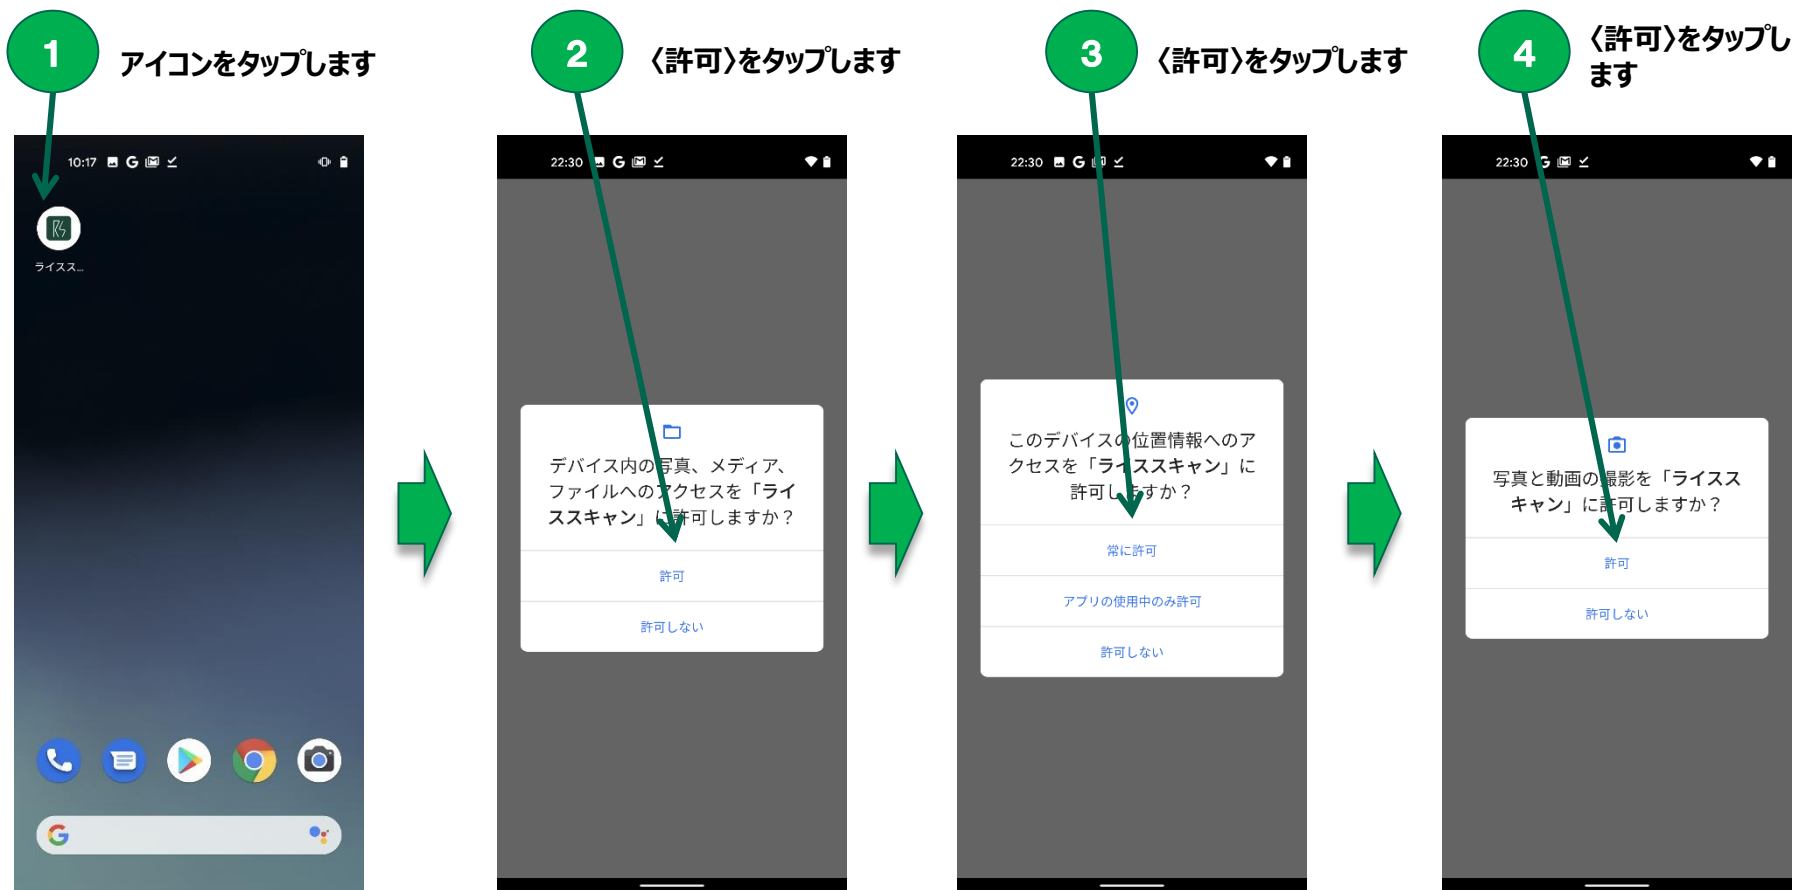 1
アイコンをタップします
2
〈許可〉をタップします
3
〈許可〉をタップします
4
〈許可〉をタップし
ます
10:17
G
RS
ライスス...
G
22:30
G
デバイス内の写真、メディア、
ファイルへのアクセスを「ライ
ススキャン」に許可しますか？
許可
許可しない
22:30
G
このデバイスの位置情報へのア
クセスを「ライススキャン」に
許可しますか？
常に許可
アプリの使用中のみ許可
許可しない
22:30
G
写真と動画の撮影を「ライスス
キャン」に許可しますか？
許可
許可しない